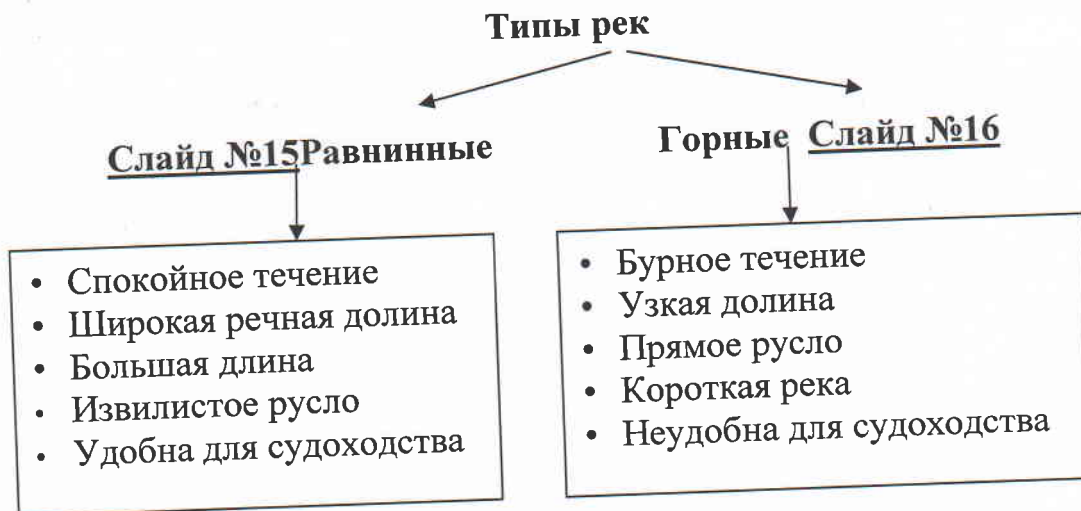 Типы рек
Слайд №15Равнинные
Горные Слайд №16
• Спокойное течение
• Широкая речная долина
• Большая длина
• Извилистое русло
• Удобна для судоходства
• Бурное течение
• Узкая долина
• Прямое русло
• Короткая река
• Неудобна для судоходства